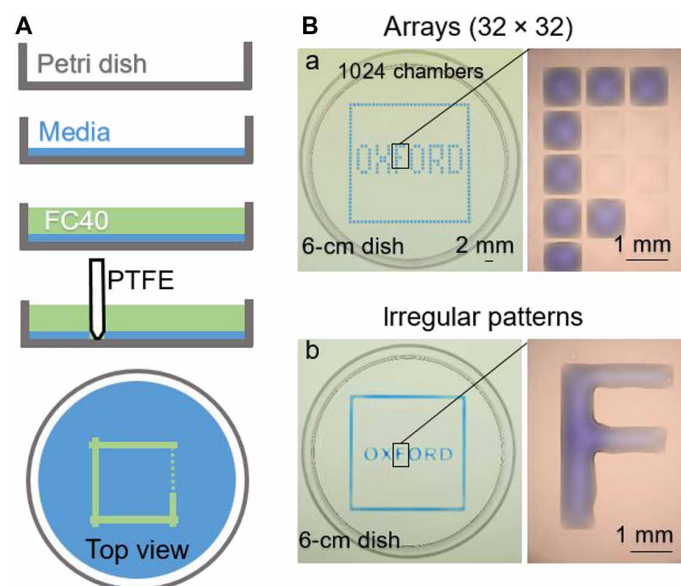 A
Petri dish
Media
FC40
PTFE
Top view
B
Arrays (32 × 32)
a
1024 chambers
OXFORD
6-cm dish
2 mm
1 mm
Irregular patterns
b
OXFORD
6-cm dish
F
1 mm